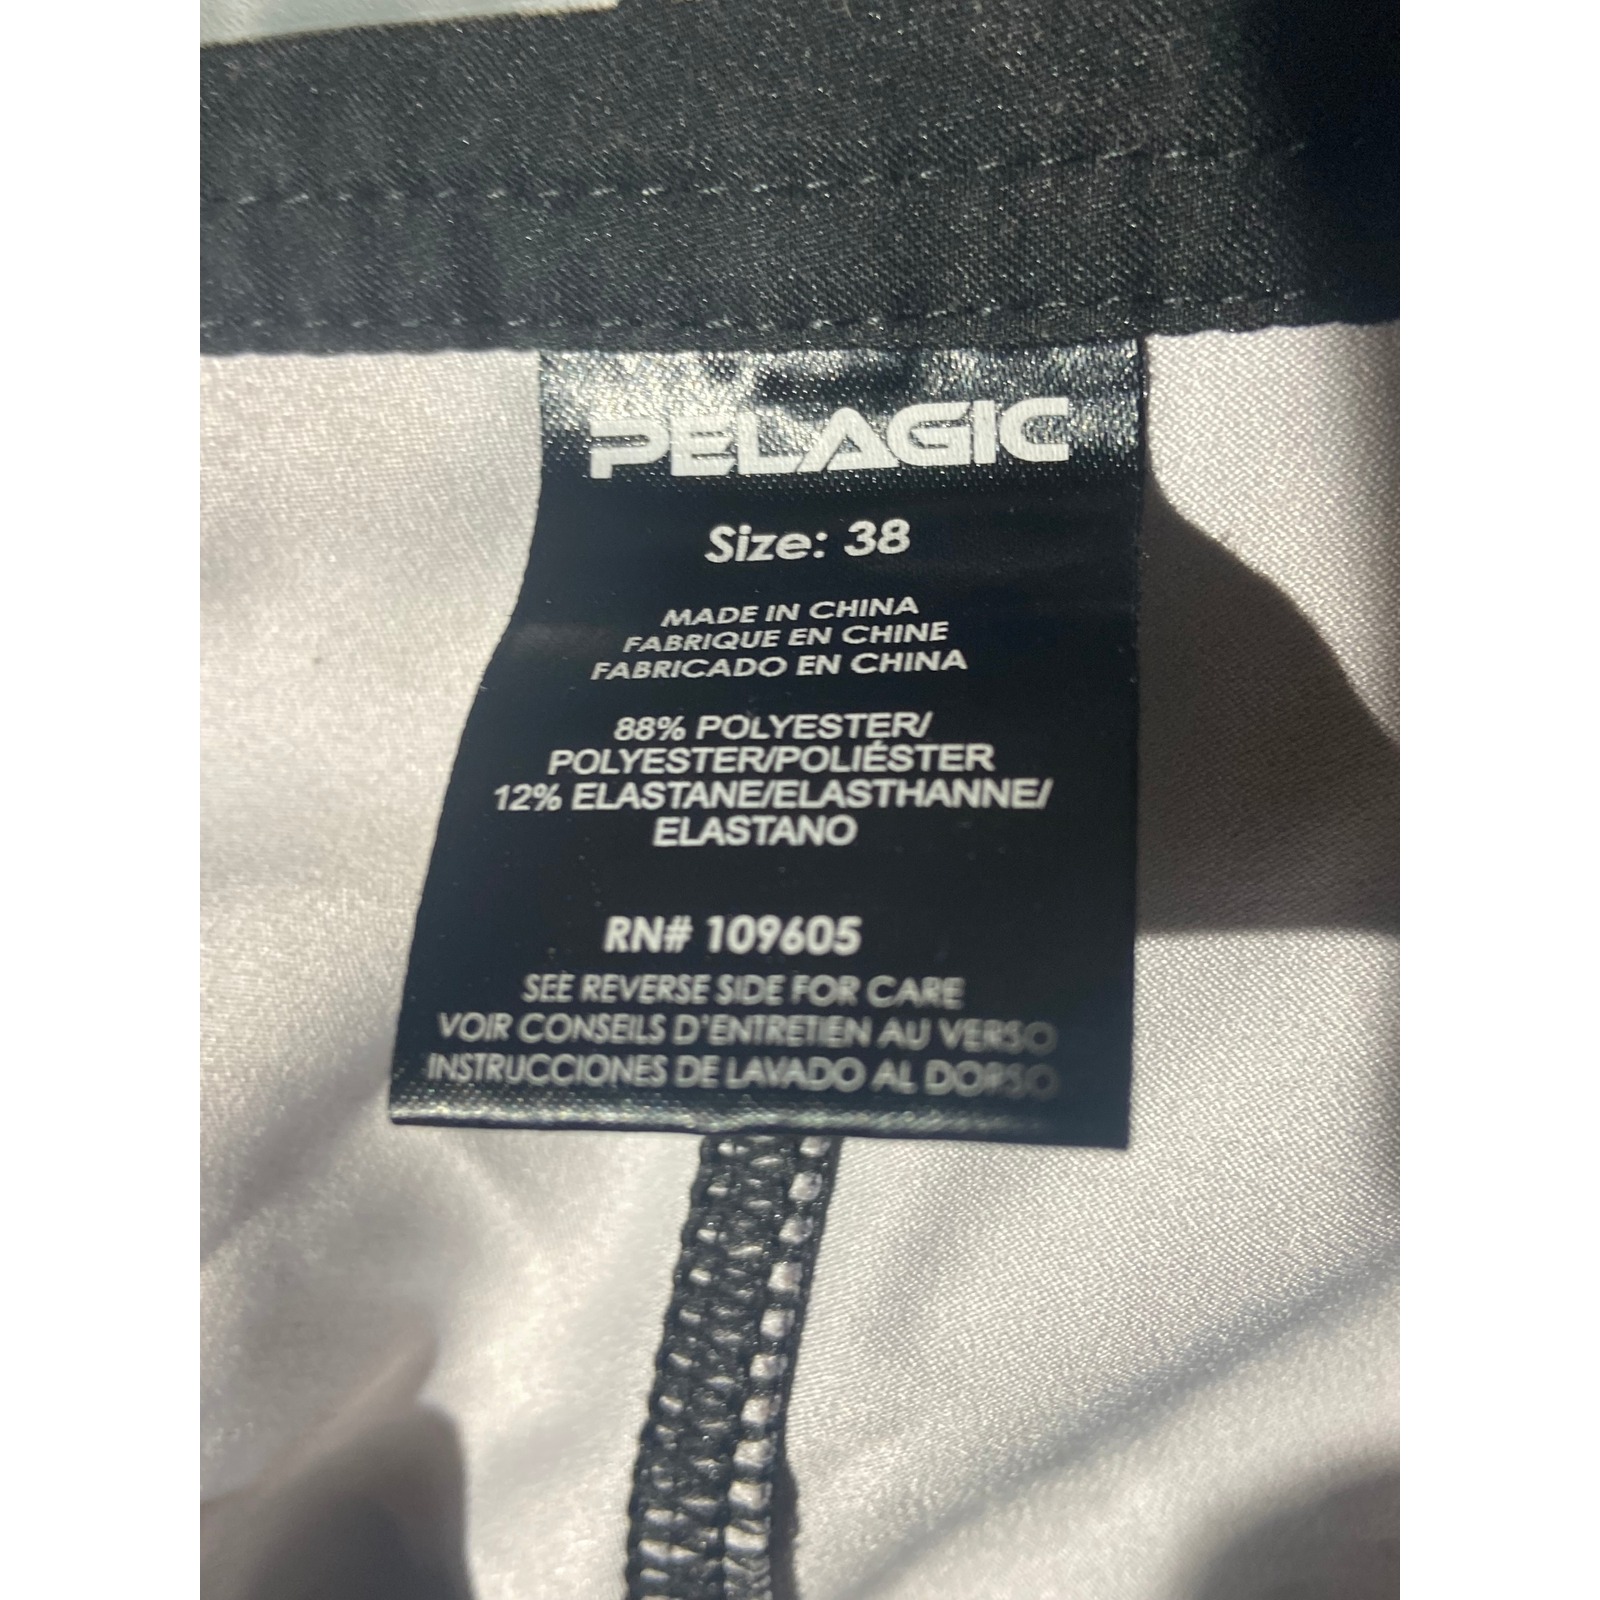 PELAGIC
Size: 38
MADE IN CHINA
FABRIQUE EN CHINE
FABRICADO EN CHINA
88% POLYESTER/
POLYESTER/POLIÉSTER
12% ELASTANE/ELASTHANNE/
ELASTANO
RN# 109605
SEE REVERSE SIDE FOR CARE
VOIR CONSEILS D'ENTRETIEN AU VERSO
INSTRUCCIONES DE LAVADO AL DORSO